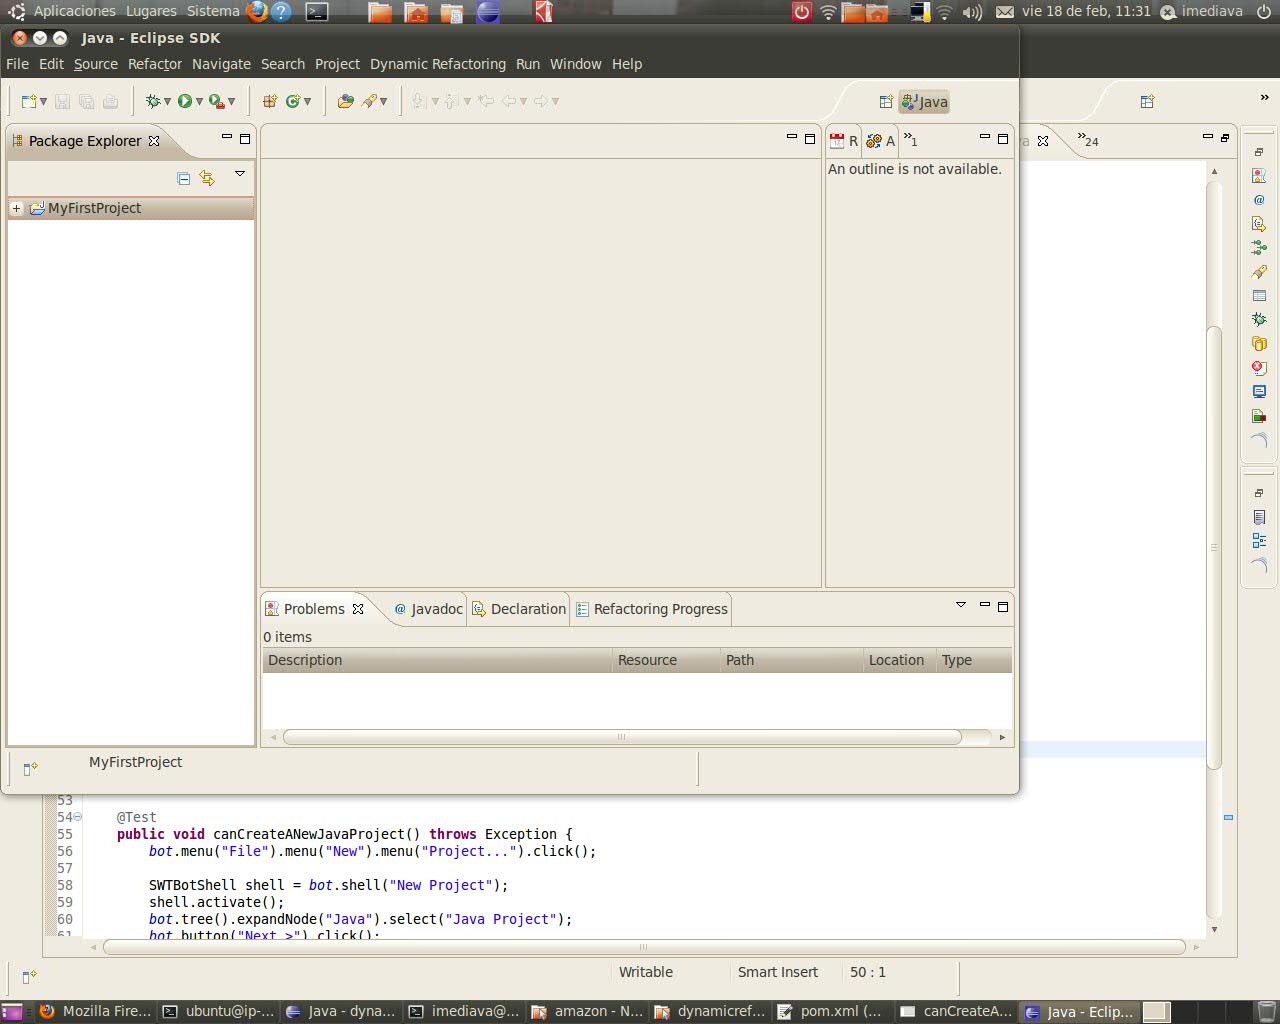 Aplicaciones Lugares Sistema
vie 18 de feb, 11:31 imediava
Java - Eclipse SDK
File Edit Source Refactor Navigate Search Project Dynamic Refactoring Run Window Help
Java
Package Explorer
R A »1
»24
An outline is not available.
MyFirstProject
Problems @ Javadoc Declaration Refactoring Progress
0 items
Description Resource Path Location Type
MyFirstProject
53
54 @Test
55 public void canCreateANewJavaProject() throws Exception {
56 bot.menu("File").menu("New").menu("Project...").click();
57
58 SWTBotShell shell = bot.shell("New Project");
59 shell.activate();
60 bot.tree().expandNode("Java").select("Java Project");
61 bot.button("Next >").click();
Writable Smart Insert 50 : 1
Mozilla Fire... ubuntu@ip-... Java - dyna... imediava@... amazon - N... dynamicref... pom.xml (... canCreateA... Java - Eclip...